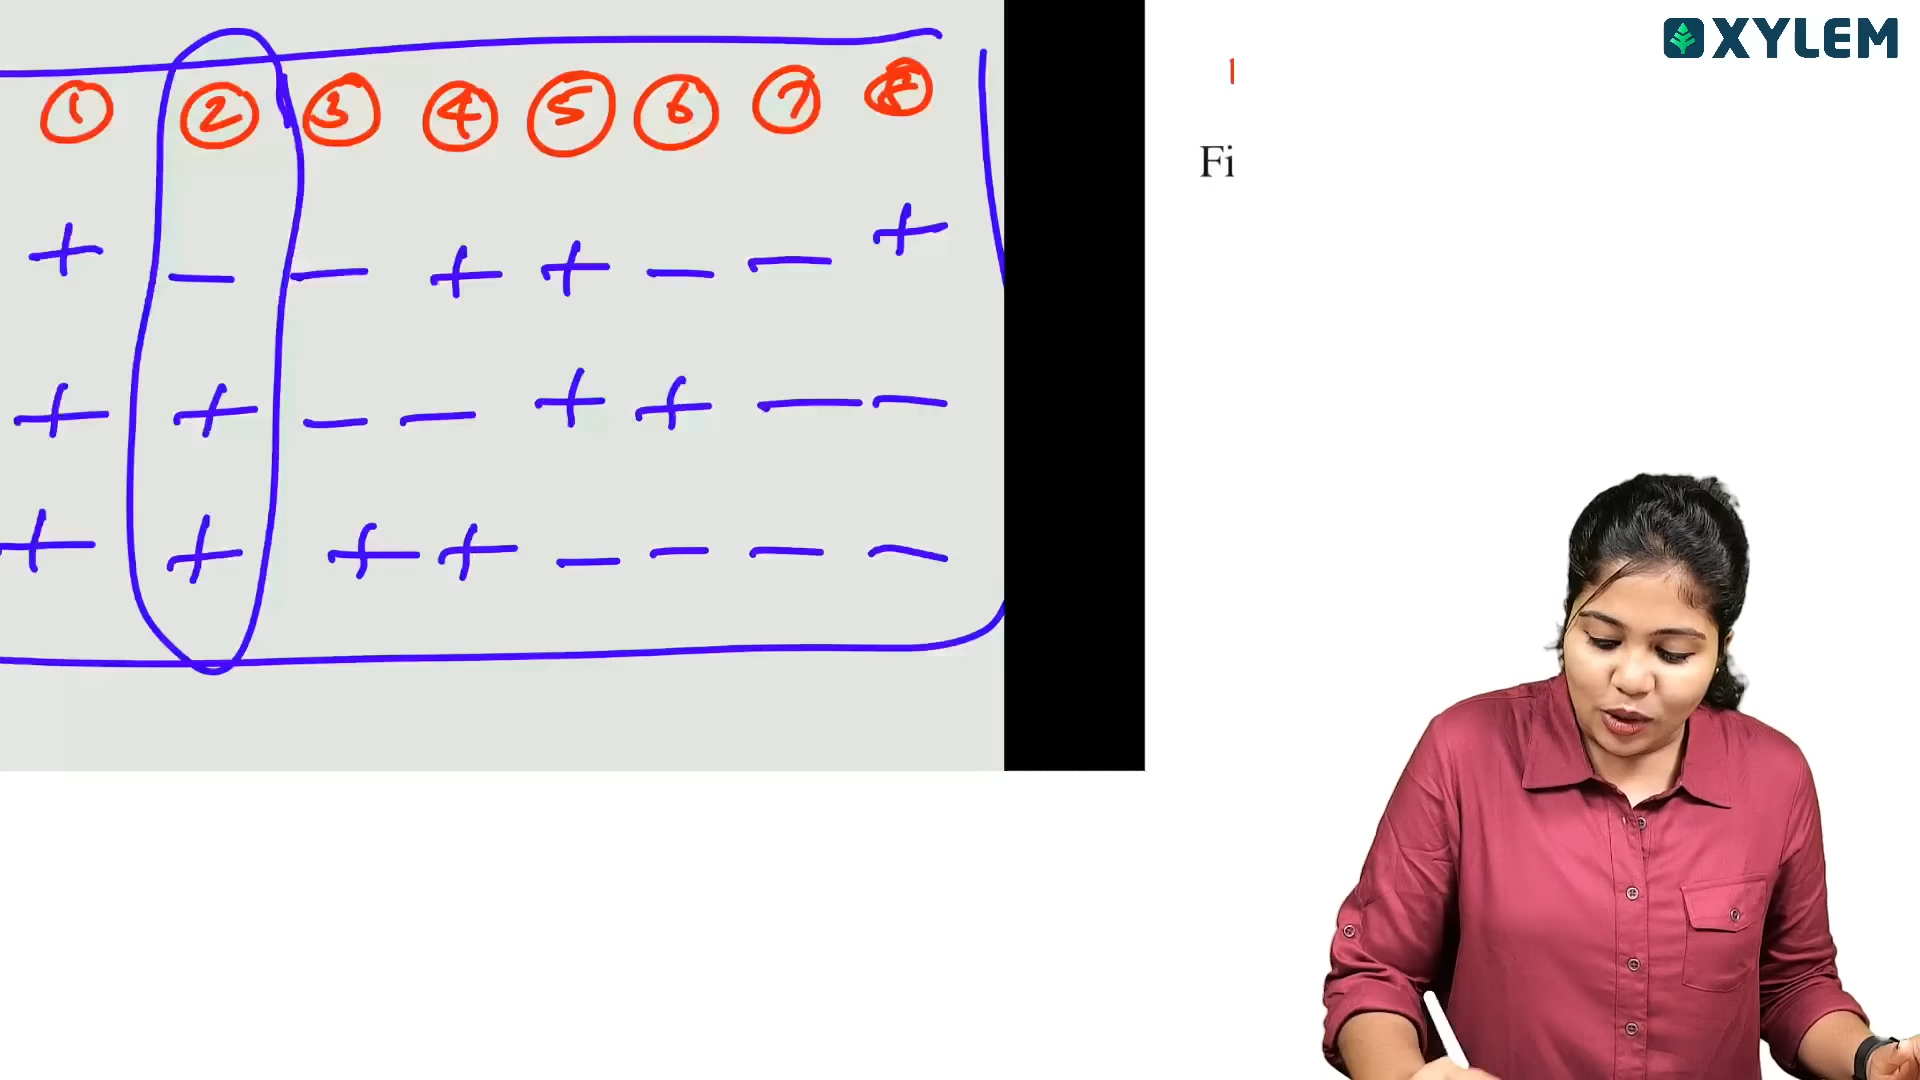 XYLEM
1 2 3 4 5 6 7 8
+ − − + + − − +
+ + − − + + − −
+ + + + − − − −
Fi